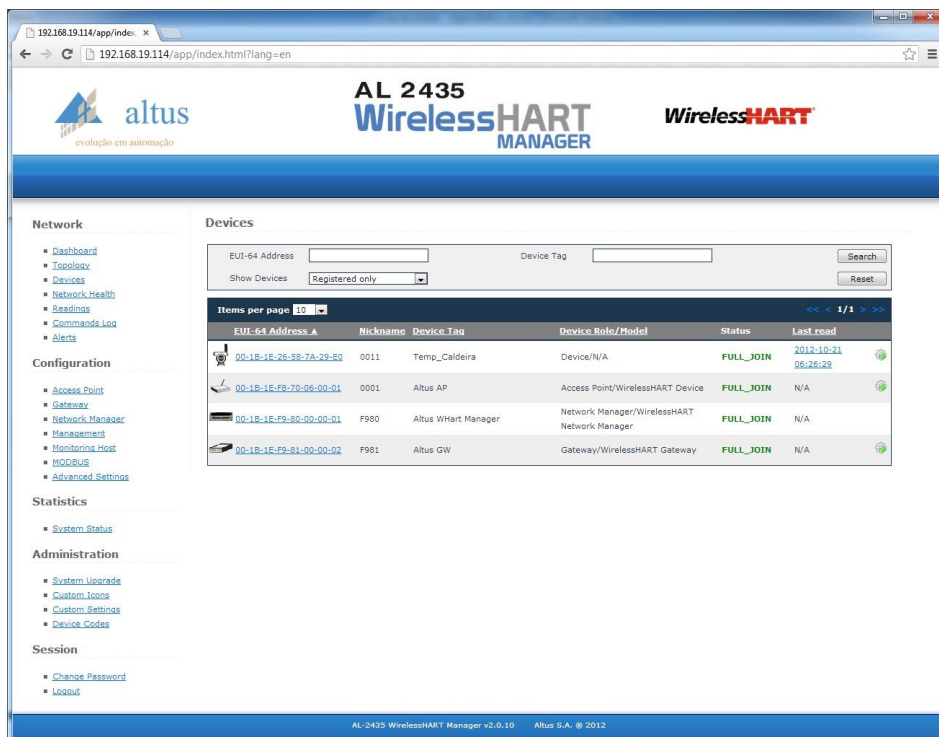 192.168.19.114/app/index.
192.168.19.114/app/index.html?lang=en
altus
evolução em automação
AL 2435
WirelessHART
MANAGER
WirelessHART
Network
Dashboard
Topology
Devices
Network Health
Readings
Commands Log
Alerts
Configuration
Access Point
Gateway
Network Manager
Management
Monitoring Host
MODBUS
Advanced Settings
Statistics
System Status
Administration
System Upgrade
Custom Icons
Custom Settings
Device Codes
Session
Change Password
Logout
Devices
EUI-64 Address Device Tag Search
Show Devices Registered only Reset
Items per page 10 << < 1/1 > >>
EUI-64 Address ▲ Nickname Device Tag Device Role/Model Status Last read
00-1B-1E-26-58-7A-29-E0 0011 Temp_Caldeira Device/N/A FULL_JOIN 2012-10-21
06:26:29
00-1B-1E-F8-70-06-00-01 0001 Altus AP Access Point/WirelessHART Device FULL_JOIN N/A
00-1B-1E-F9-80-00-00-01 F980 Altus WHart Manager Network Manager/WirelessHART
Network Manager FULL_JOIN N/A
00-1B-1E-F9-81-00-00-02 F981 Altus GW Gateway/WirelessHART Gateway FULL_JOIN N/A
AL-2435 WirelessHART Manager v2.0.10 Altus S.A. © 2012